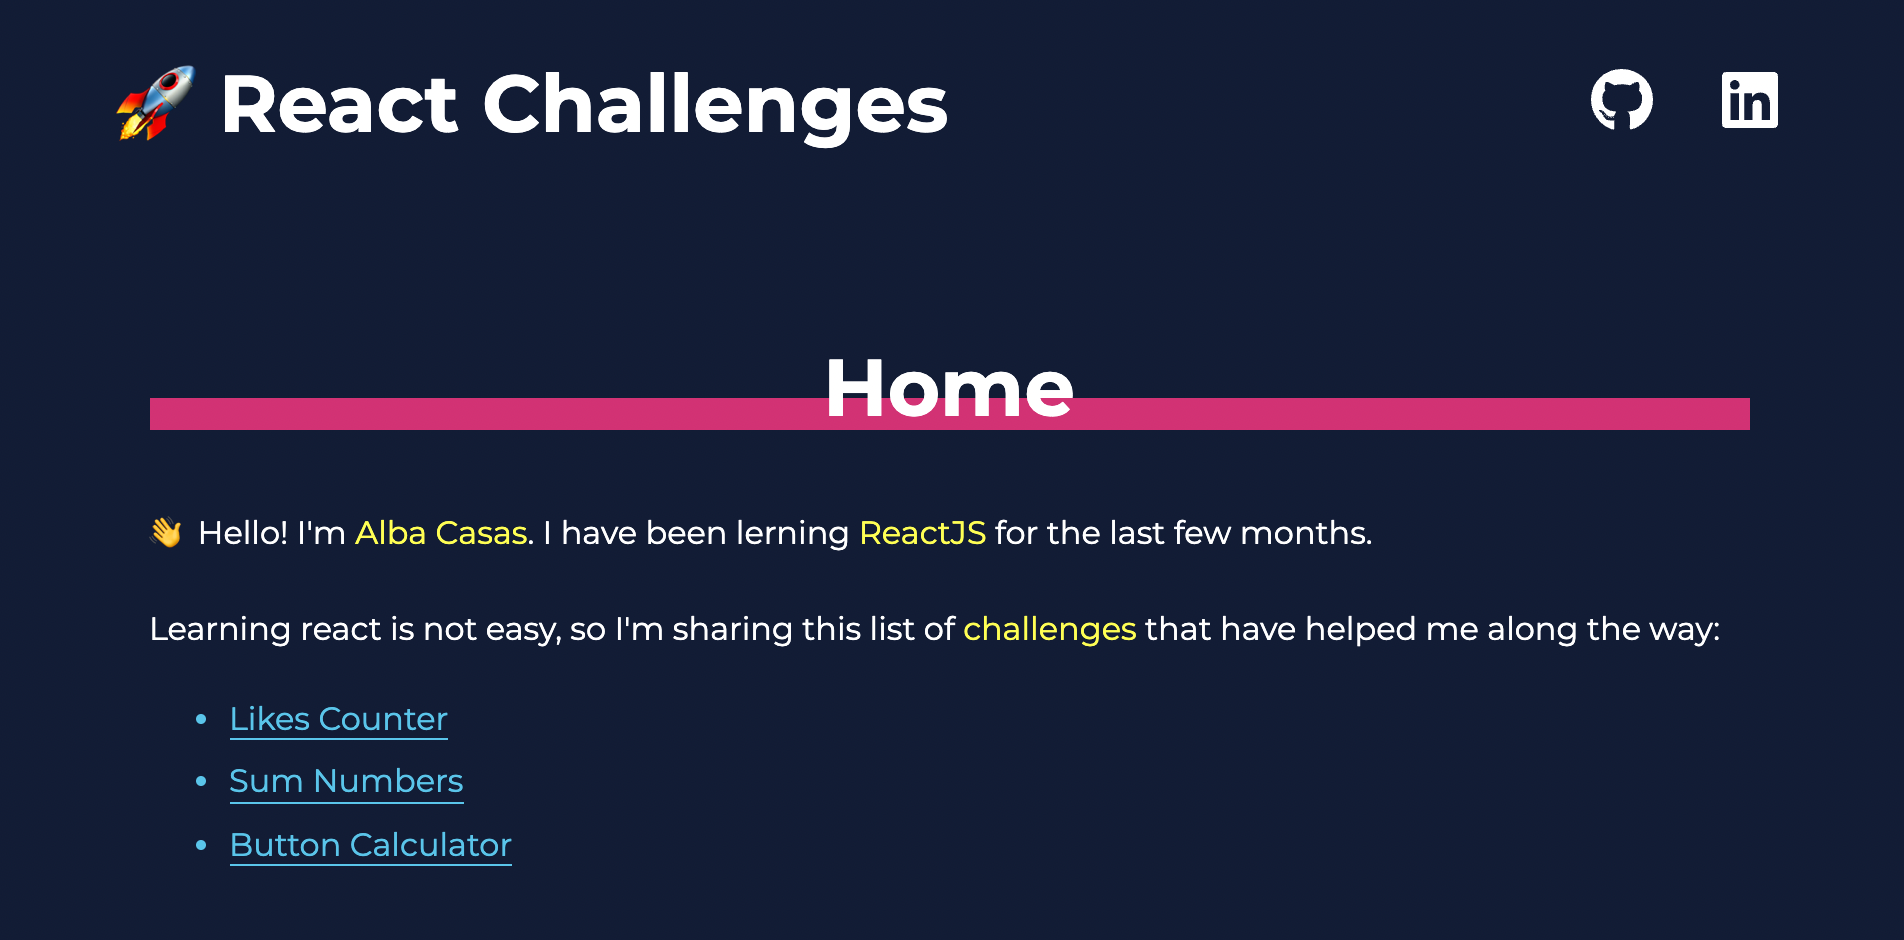 🚀 React Challenges
in
Home
👋 Hello! I'm Alba Casas. I have been lerning ReactJS for the last few months.
Learning react is not easy, so I'm sharing this list of challenges that have helped me along the way:
• Likes Counter
• Sum Numbers
• Button Calculator